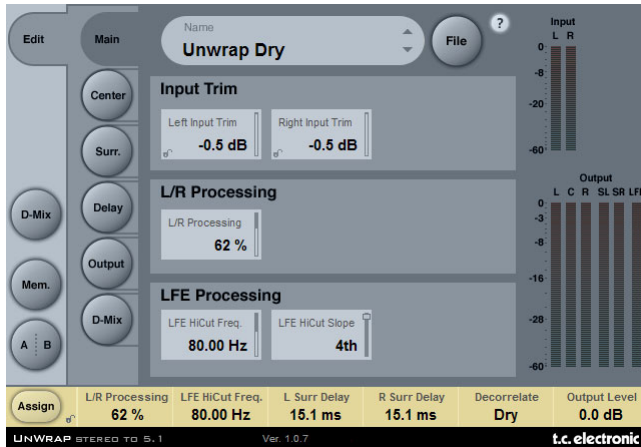 Edit
Main
Name
Unwrap Dry
File
?
Input
L R
0
-8
-20
-60
Center
Surr.
Delay
Output
D-Mix
D-Mix
Mem.
A B
Input Trim
Left Input Trim
-0.5 dB
Right Input Trim
-0.5 dB
L/R Processing
L/R Processing
62 %
LFE Processing
LFE HiCut Freq.
80.00 Hz
LFE HiCut Slope
4th
Output
L C R SL SR LFE
0
-3
-8
-16
-28
-60
Assign
L/R Processing LFE HiCut Freq. L Surr Delay R Surr Delay Decorrelate Output Level
62 % 80.00 Hz 15.1 ms 15.1 ms Dry 0.0 dB
UNWRAP STEREO TO 5.1 Ver. 1.0.7 t.c. electronic